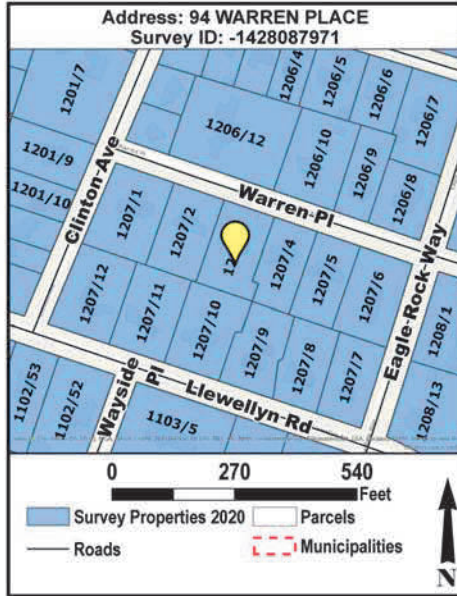 Address: 94 WARREN PLACE
Survey ID: -1428087971
1201/7
1206/4
1206/5
1206/6
1206/7
1206/12
1201/9
1206/10
1206/9
1206/8
1201/10
Clinton Ave
Warren Pl
1207/1
1207/2
1207/4
1207/5
1207/6
Eagle Rock Way
1207/12
1207/11
1207/10
1207/9
1207/8
1207/7
1208/1
1208/13
1102/53
1102/52
Wayside Pl
Llewellyn Rd
1103/5
0 270 540
Feet
Survey Properties 2020
Parcels
Roads
Municipalities
N